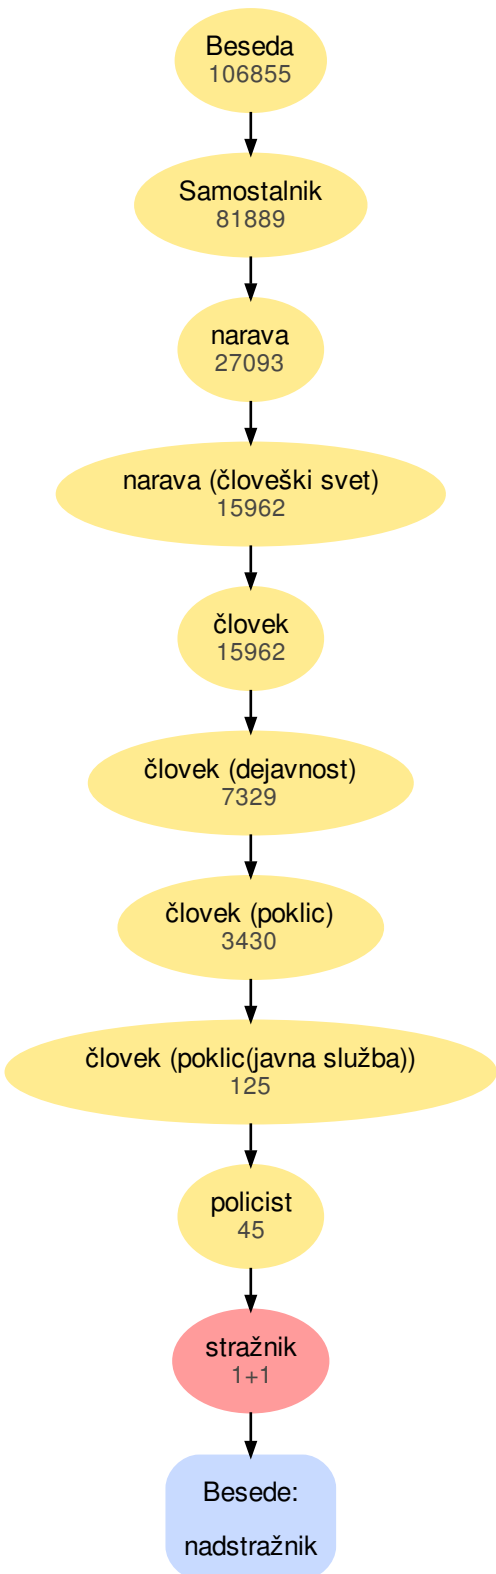 Beseda
106855
Samostalnik
81889
narava
27093
narava (človeški svet)
15962
človek
15962
človek (dejavnost)
7329
človek (poklic)
3430
človek (poklic(javna služba))
125
policist
45
stražnik
1+1
Besede:
nadstražnik